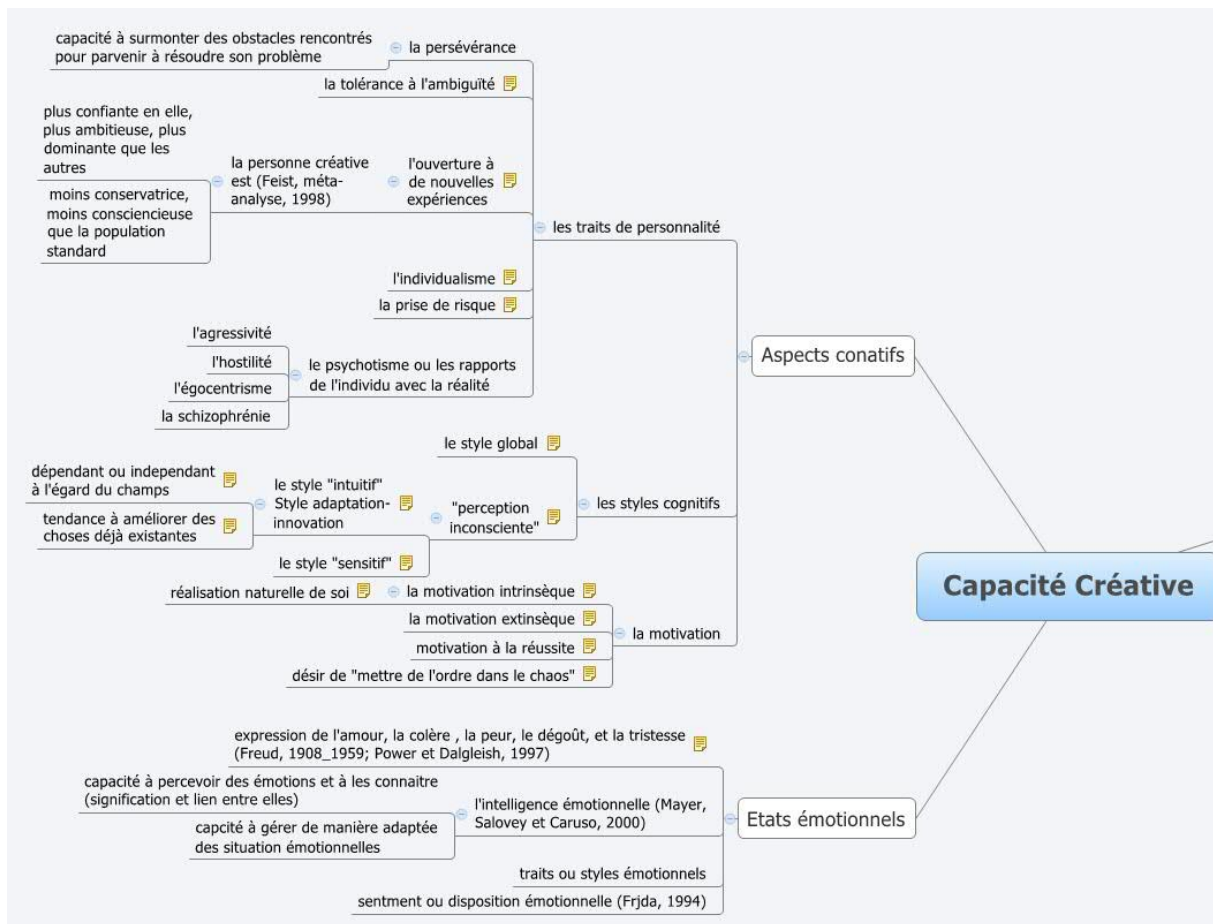 capacité à surmonter des obstacles rencontrés
pour parvenir à résoudre son problème
la persévérance
la tolérance à l'ambiguïté
plus confiante en elle,
plus ambitieuse, plus
dominante que les
autres
moins conservatrice,
moins consciencieuse
que la population
standard
la personne créative
est (Feist, méta-
analyse, 1998)
l'ouverture à
de nouvelles
expériences
les traits de personnalité
l'individualisme
la prise de risque
l'agressivité
l'hostilité
l'égocentrisme
la schizophrénie
le psychotisme ou les rapports
de l'individu avec la réalité
Aspects conatifs
le style global
dépendant ou independant
à l'égard du champs
tendance à améliorer des
choses déjà existantes
le style "intuitif"
Style adaptation-
innovation
le style "sensitif"
"perception
inconsciente"
les styles cognitifs
réalisation naturelle de soi
la motivation intrinsèque
la motivation extinsèque
motivation à la réussite
désir de "mettre de l'ordre dans le chaos"
la motivation
Capacité Créative
expression de l'amour, la colère , la peur, le dégoût, et la tristesse
(Freud, 1908_1959; Power et Dalgleish, 1997)
capacité à percevoir des émotions et à les connaitre
(signification et lien entre elles)
capcité à gérer de manière adaptée
des situation émotionnelles
l'intelligence émotionnelle (Mayer,
Salovey et Caruso, 2000)
Etats émotionnels
traits ou styles émotionnels
sentment ou disposition émotionnelle (Frjda, 1994)